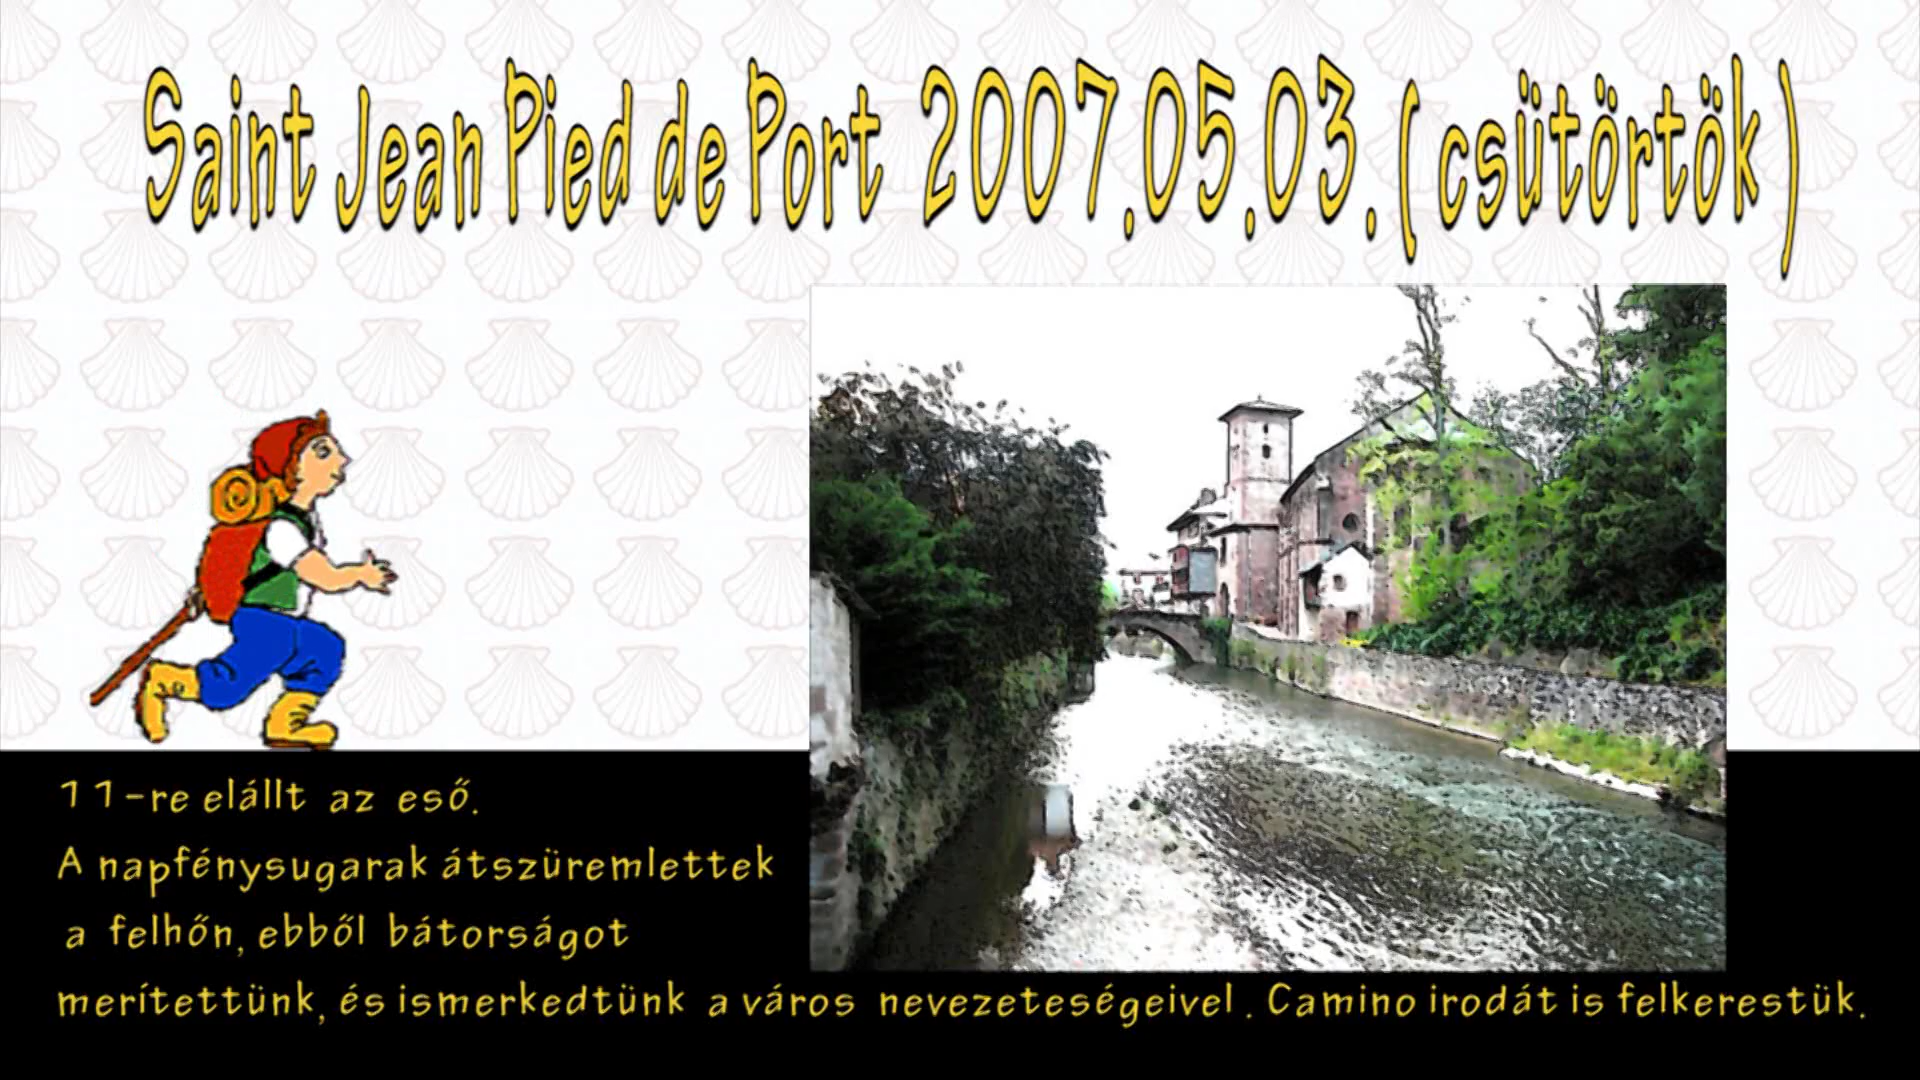 Saint Jean Pied de Port 2007.05.03. ( csütörtök )
11-re elállt az eső.
A napfénysugarak átszüremlettek
a felhőn, ebből bátorságot
merítettünk, és ismerkedtünk a város nevezeteségeivel. Camino irodát is felkerestük.